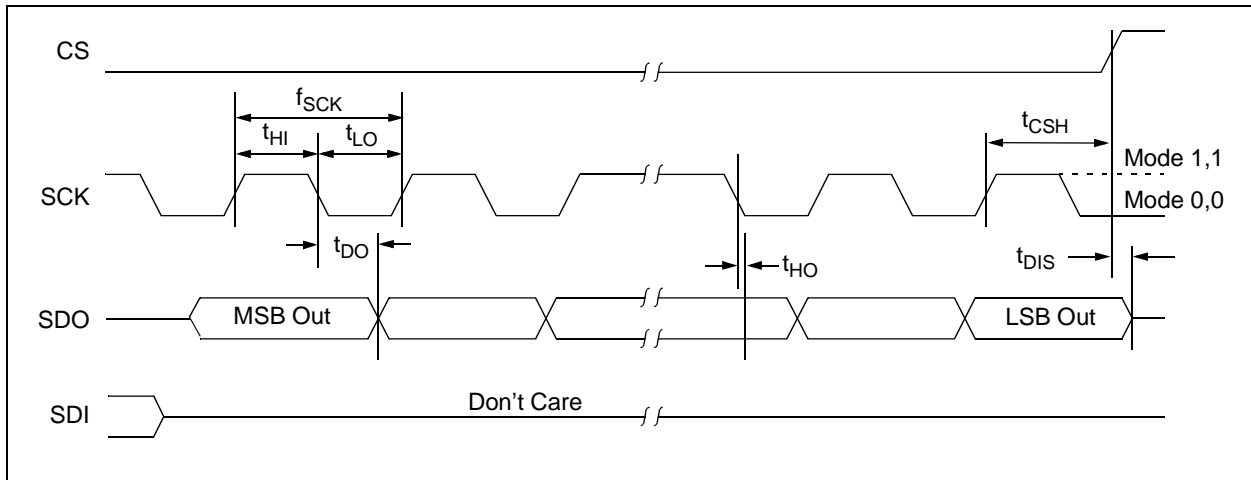 CS
fSCK
tHI
tLO
tCSH
SCK
Mode 1,1
Mode 0,0
tDO
tHO
tDIS
SDO
MSB Out
LSB Out
SDI
Don't Care